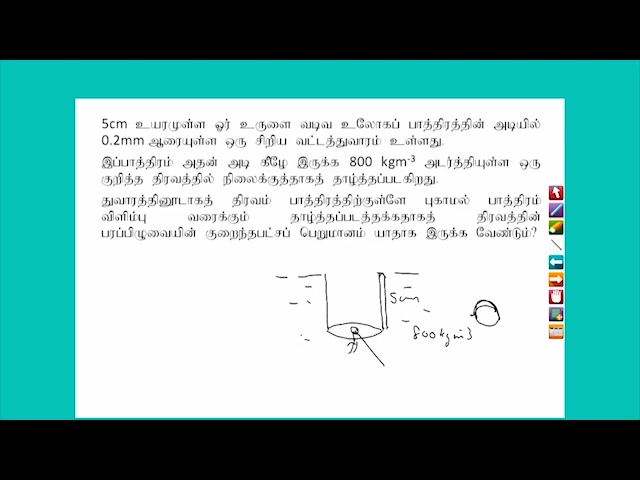 5cm உயரமுள்ள ஓர் உருளை வடிவ உலோகப் பாத்திரத்தின் அடியில்
0.2mm ஆரையுள்ள ஒரு சிறிய வட்டத்துவாரம் உள்ளது.
இப்பாத்திரம் அதன் அடி கீழே இருக்க 800 kgm⁻³ அடர்த்தியுள்ள ஒரு
குறித்த திரவத்தில் நிலைக்குத்தாகத் தாழ்த்தப்படகிறது.
துவாரத்தினூடாகத் திரவம் பாத்திரத்திற்குள்ளே புகாமல் பாத்திரம்
விளிம்பு வரைக்கும் தாழ்த்தப்படத்தக்கதாகத் திரவத்தின்
பரப்பிழுவையின் குறைந்தபட்சப் பெறுமானம் யாதாக இருக்க வேண்டும்?
5cm
800kgm⁻3